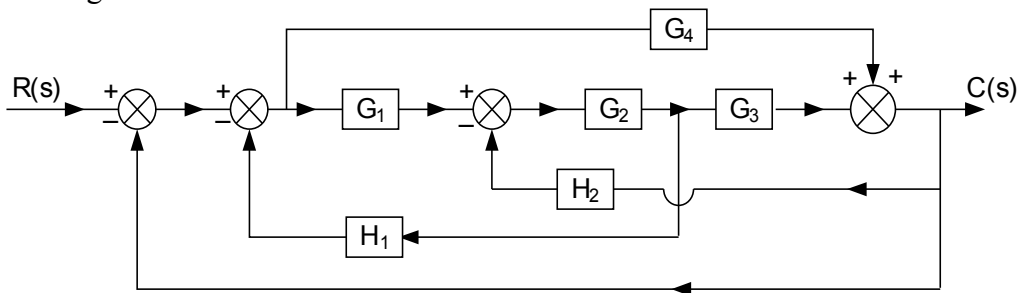 G₄
R(s) + − + − G₁ + − G₂ G₃ + + C(s)
H₂
H₁